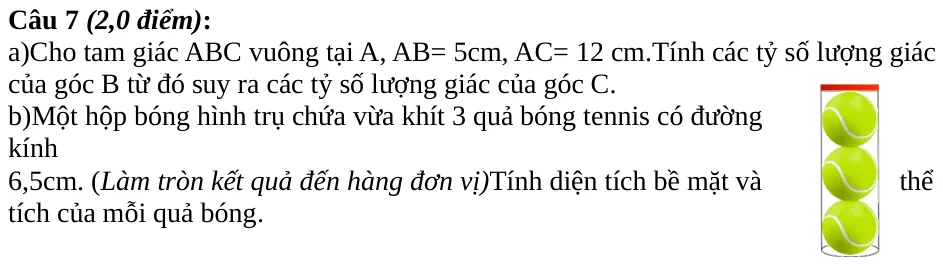 Câu 7 (2,0 điểm):
a)Cho tam giác ABC vuông tại A, AB= 5cm, AC= 12 cm.Tính các tỷ số lượng giác
của góc B từ đó suy ra các tỷ số lượng giác của góc C.
b)Một hộp bóng hình trụ chứa vừa khít 3 quả bóng tennis có đường
kính
6,5cm. (Làm tròn kết quả đến hàng đơn vị)Tính diện tích bề mặt và thể
tích của mỗi quả bóng.